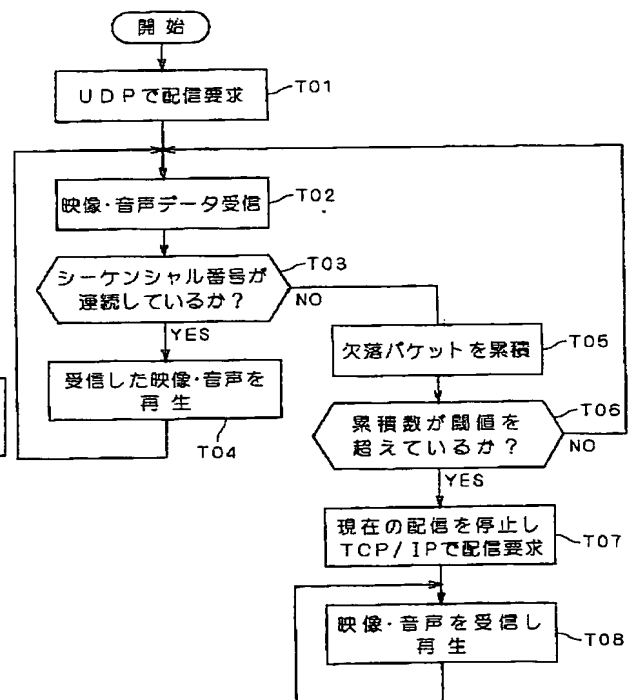 開始
UDPで配信要求
T01
映像・音声データ受信
T02
シーケンシャル番号が
連続しているか?
T03
NO
YES
受信した映像・音声を
再生
T04
欠落パケットを累積
T05
累積数が閾値を
超えているか?
T06
NO
YES
現在の配信を停止し
TCP/IPで配信要求
T07
映像・音声を受信し
再生
T08